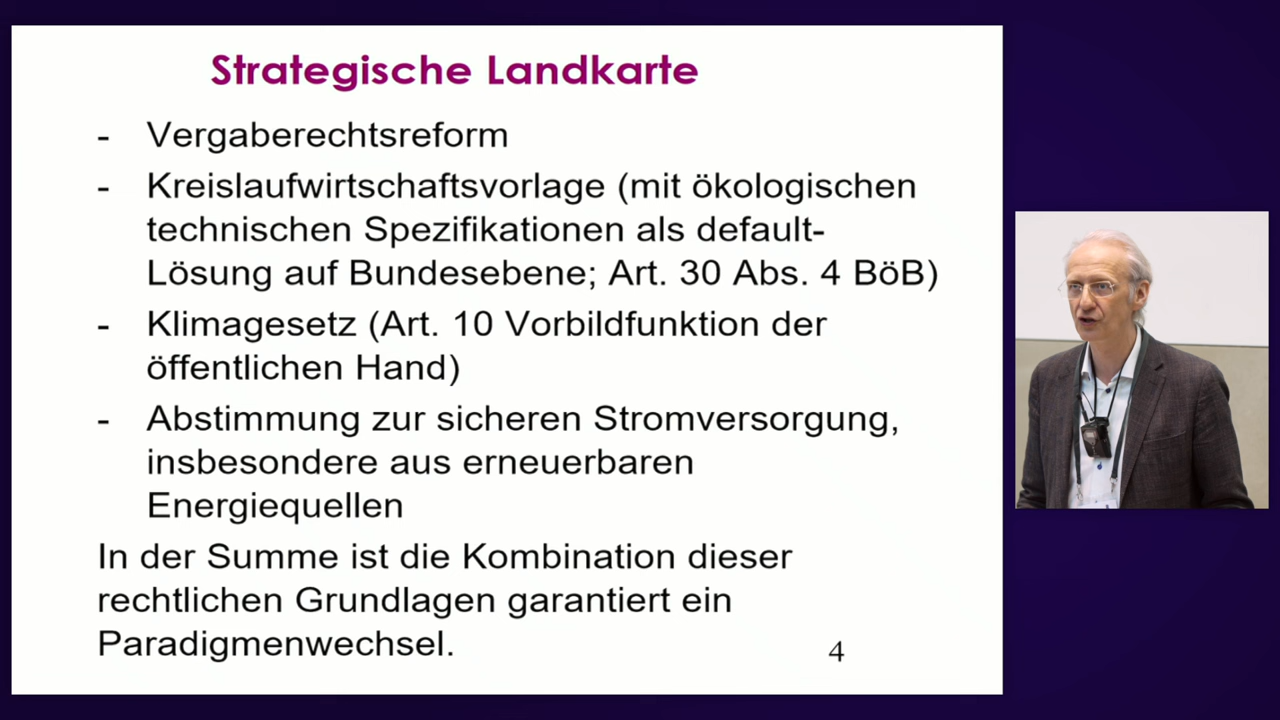 Strategische Landkarte
- Vergaberechtsreform
- Kreislaufwirtschaftsvorlage (mit ökologischen
technischen Spezifikationen als default-
Lösung auf Bundesebene; Art. 30 Abs. 4 BöB)
- Klimagesetz (Art. 10 Vorbildfunktion der
öffentlichen Hand)
- Abstimmung zur sicheren Stromversorgung,
insbesondere aus erneuerbaren
Energiequellen
In der Summe ist die Kombination dieser
rechtlichen Grundlagen garantiert ein
Paradigmenwechsel.
4